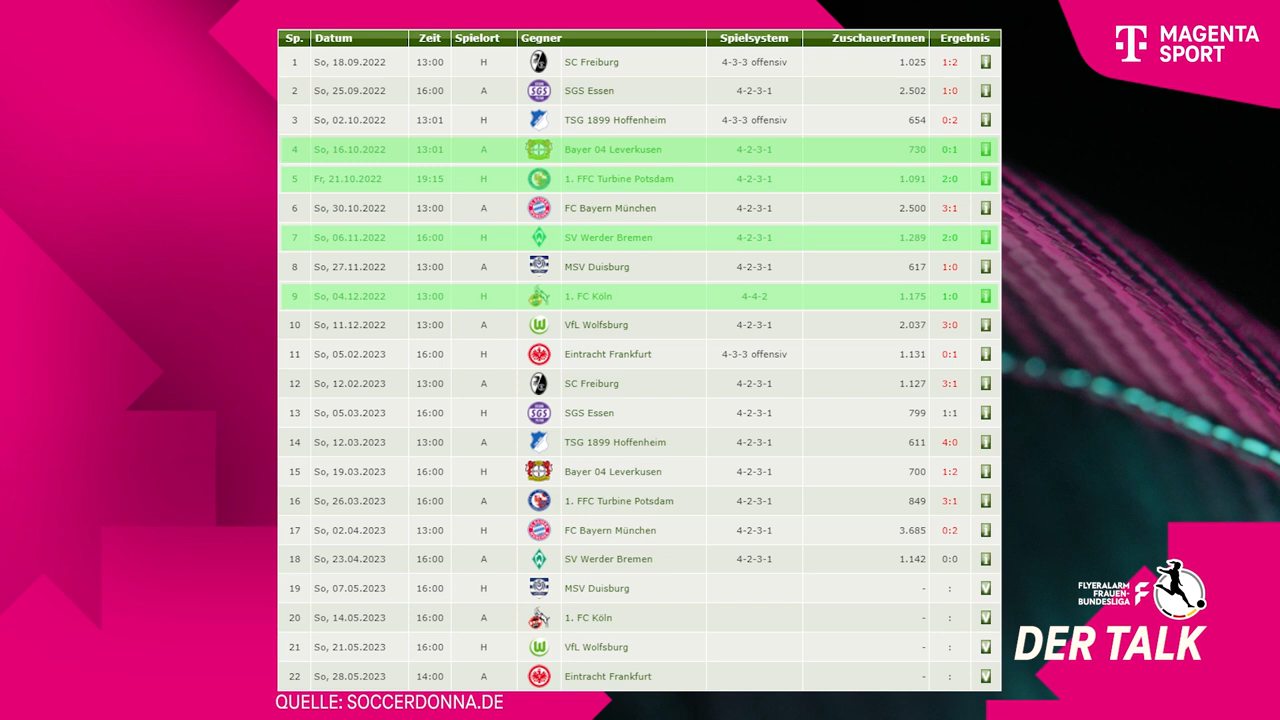 MAGENTA
SPORT
Sp. Datum Zeit Spielort Gegner Spielsystem ZuschauerInnen Ergebnis
1 So, 18.09.2022 13:00 H SC Freiburg 4-3-3 offensiv 1.025 1:2
2 So, 25.09.2022 16:00 A SGS Essen 4-2-3-1 2.502 1:0
3 So, 02.10.2022 13:01 H TSG 1899 Hoffenheim 4-3-3 offensiv 654 0:2
4 So, 16.10.2022 13:01 A Bayer 04 Leverkusen 4-2-3-1 730 0:1
5 Fr, 21.10.2022 19:15 H 1. FFC Turbine Potsdam 4-2-3-1 1.091 2:0
6 So, 30.10.2022 13:00 A FC Bayern München 4-2-3-1 2.500 3:1
7 So, 06.11.2022 16:00 H SV Werder Bremen 4-2-3-1 1.289 2:0
8 So, 27.11.2022 13:00 A MSV Duisburg 4-2-3-1 617 1:0
9 So, 04.12.2022 13:00 H 1. FC Köln 4-4-2 1.175 1:0
10 So, 11.12.2022 13:00 A VfL Wolfsburg 4-2-3-1 2.037 3:0
11 So, 05.02.2023 16:00 H Eintracht Frankfurt 4-3-3 offensiv 1.131 0:1
12 So, 12.02.2023 13:00 A SC Freiburg 4-2-3-1 1.127 3:1
13 So, 05.03.2023 16:00 H SGS Essen 4-2-3-1 799 1:1
14 So, 12.03.2023 13:00 A TSG 1899 Hoffenheim 4-2-3-1 611 4:0
15 So, 19.03.2023 16:00 H Bayer 04 Leverkusen 4-2-3-1 700 1:2
16 So, 26.03.2023 16:00 A 1. FFC Turbine Potsdam 4-2-3-1 849 3:1
17 So, 02.04.2023 13:00 H FC Bayern München 4-2-3-1 3.685 0:2
18 So, 23.04.2023 16:00 A SV Werder Bremen 4-2-3-1 1.142 0:0
19 So, 07.05.2023 16:00 H MSV Duisburg - :
20 So, 14.05.2023 16:00 A 1. FC Köln - :
21 So, 21.05.2023 16:00 H VfL Wolfsburg - :
22 So, 28.05.2023 14:00 A Eintracht Frankfurt - :
FLYERALARM
FRAUEN-
BUNDESLIGA
DER TALK
QUELLE: SOCCERDONNA.DE